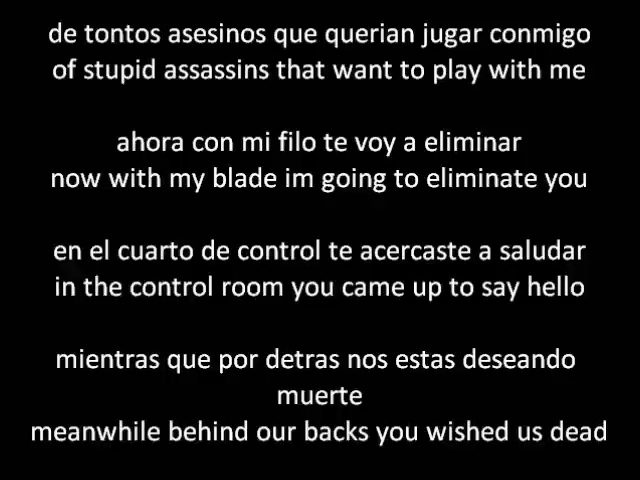 de tontos asesinos que querian jugar conmigo
of stupid assassins that want to play with me
ahora con mi filo te voy a eliminar
now with my blade im going to eliminate you
en el cuarto de control te acercaste a saludar
in the control room you came up to say hello
mientras que por detras nos estas deseando
muerte
meanwhile behind our backs you wished us dead